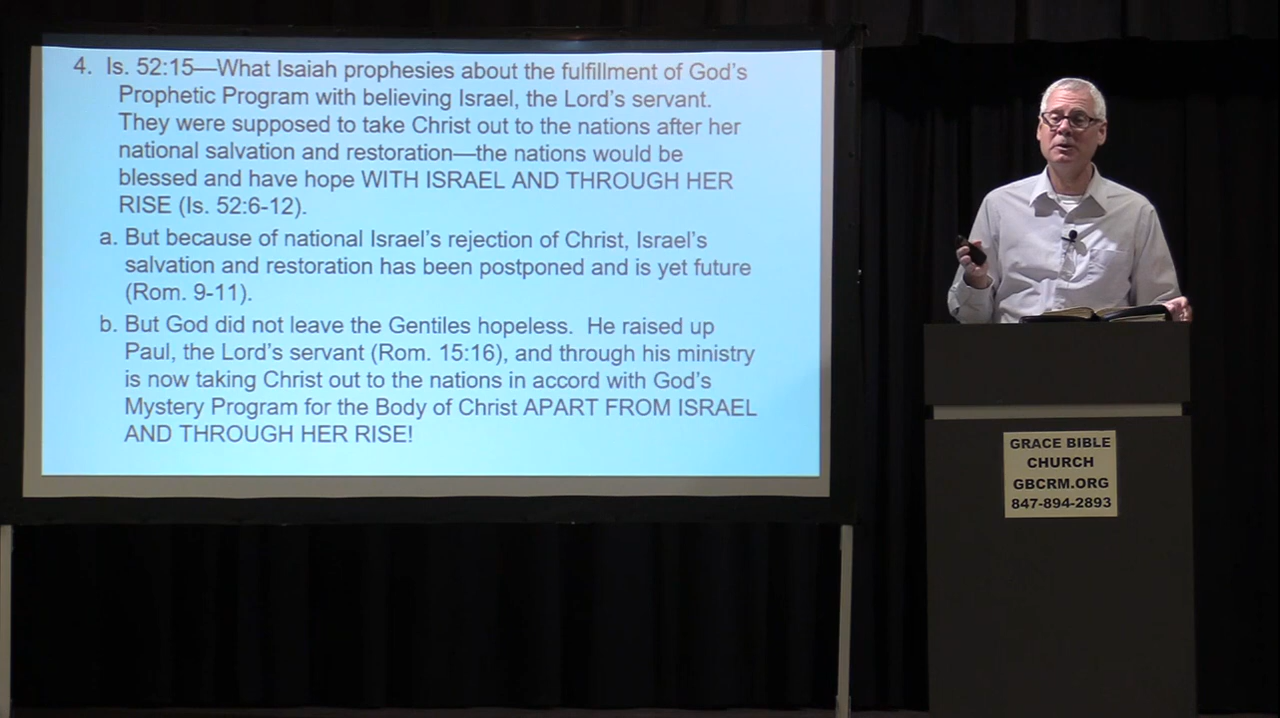 4. Is. 52:15—What Isaiah prophesies about the fulfillment of God's
Prophetic Program with believing Israel, the Lord's servant.
They were supposed to take Christ out to the nations after her
national salvation and restoration—the nations would be
blessed and have hope WITH ISRAEL AND THROUGH HER
RISE (Is. 52:6-12).
a. But because of national Israel's rejection of Christ, Israel's
salvation and restoration has been postponed and is yet future
(Rom. 9-11).
b. But God did not leave the Gentiles hopeless. He raised up
Paul, the Lord's servant (Rom. 15:16), and through his ministry
is now taking Christ out to the nations in accord with God's
Mystery Program for the Body of Christ APART FROM ISRAEL
AND THROUGH HER RISE!
GRACE BIBLE
CHURCH
GBCRM.ORG
847-894-2893